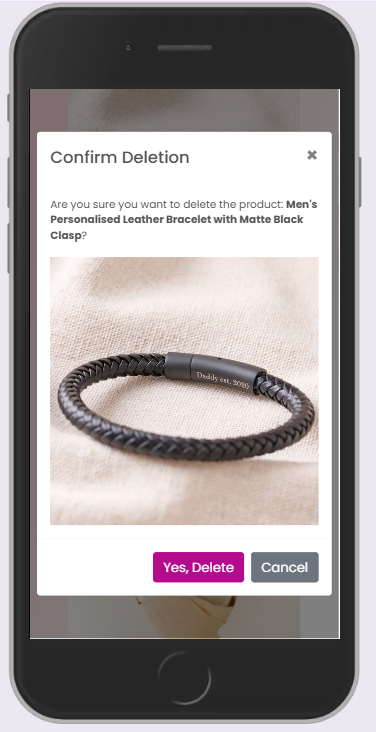 Confirm Deletion
Are you sure you want to delete the product: Men's
Personalised Leather Bracelet with Matte Black
Clasp?
Daddy est. 2020
Yes, Delete
Cancel